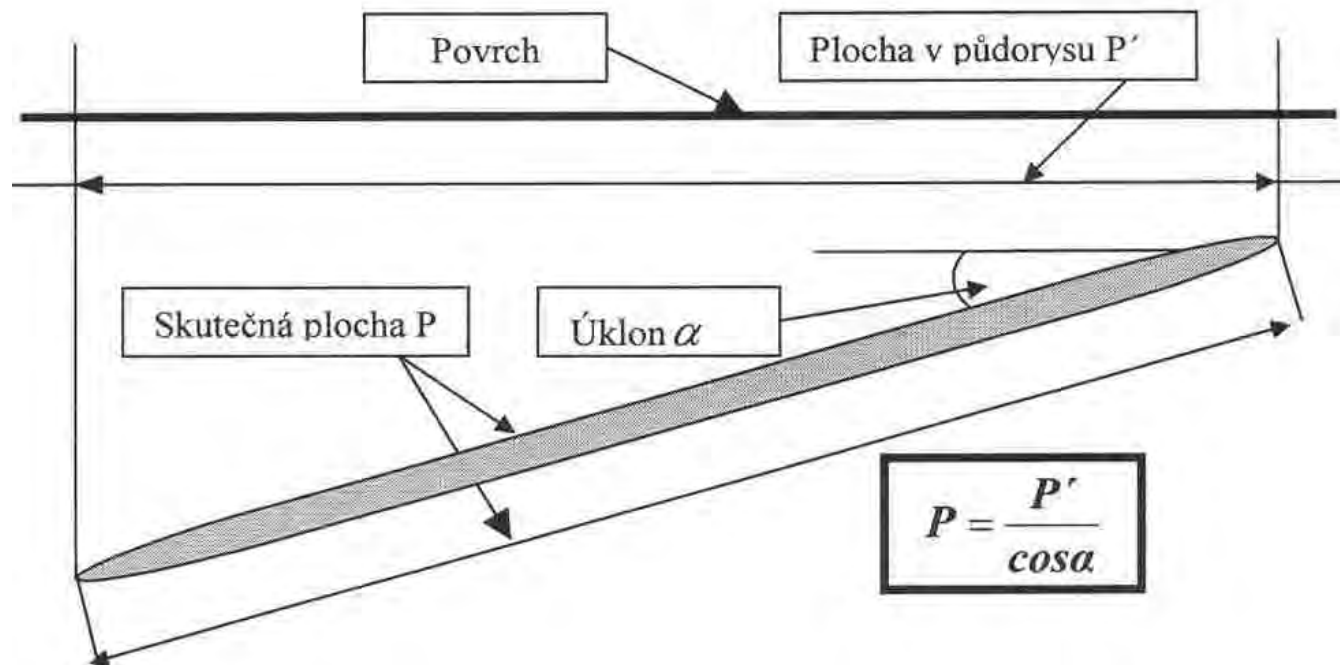 Povrch
Plocha v půdorysu P´
Skutečná plocha P
Úklon α
P = P´ / cosα